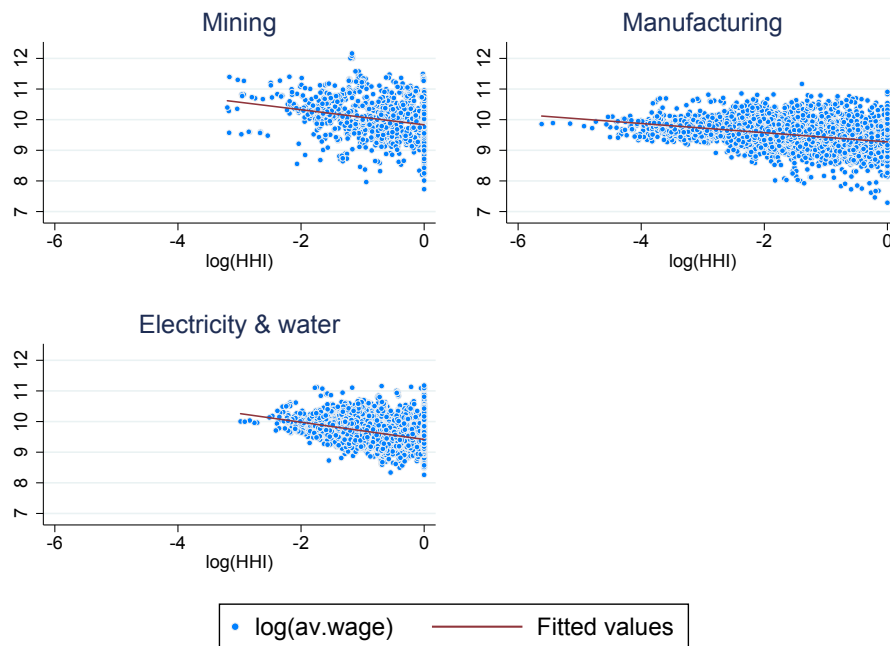 Mining
12
11
10
9
8
7
-6 -4 -2 0
log(HHI)
Manufacturing
12
11
10
9
8
7
-6 -4 -2 0
log(HHI)
Electricity & water
12
11
10
9
8
7
-6 -4 -2 0
log(HHI)
log(av.wage) Fitted values